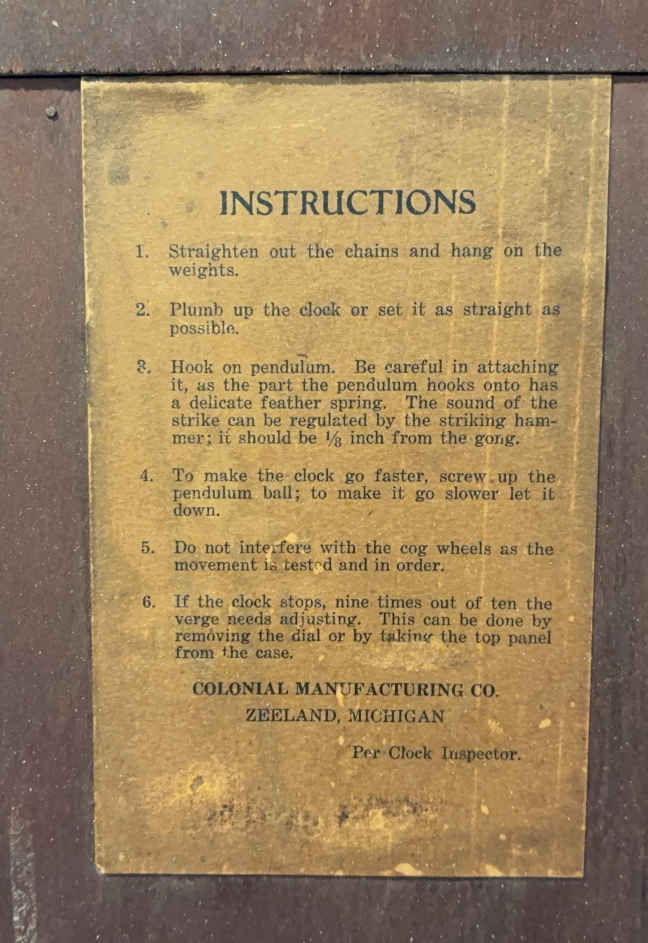 INSTRUCTIONS
1. Straighten out the chains and hang on the
weights.
2. Plumb up the clock or set it as straight as
possible.
3. Hook on pendulum. Be careful in attaching
it, as the part the pendulum hooks onto has
a delicate feather spring. The sound of the
strike can be regulated by the striking ham-
mer; it should be ⅛ inch from the gong.
4. To make the clock go faster, screw up the
pendulum ball; to make it go slower let it
down.
5. Do not interfere with the cog wheels as the
movement is tested and in order.
6. If the clock stops, nine times out of ten the
verge needs adjusting. This can be done by
removing the dial or by taking the top panel
from the case.
COLONIAL MANUFACTURING CO.
ZEELAND, MICHIGAN
Per Clock Inspector.